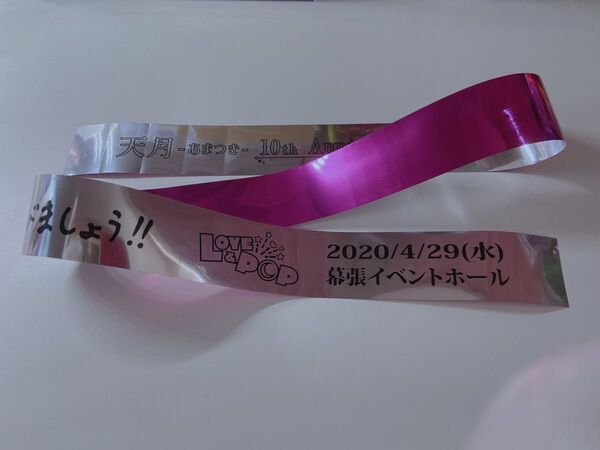 天月-あまつき- 10th Ann
ましょう!!
LOVE
&POP
2020/4/29(水)
幕張イベントホール